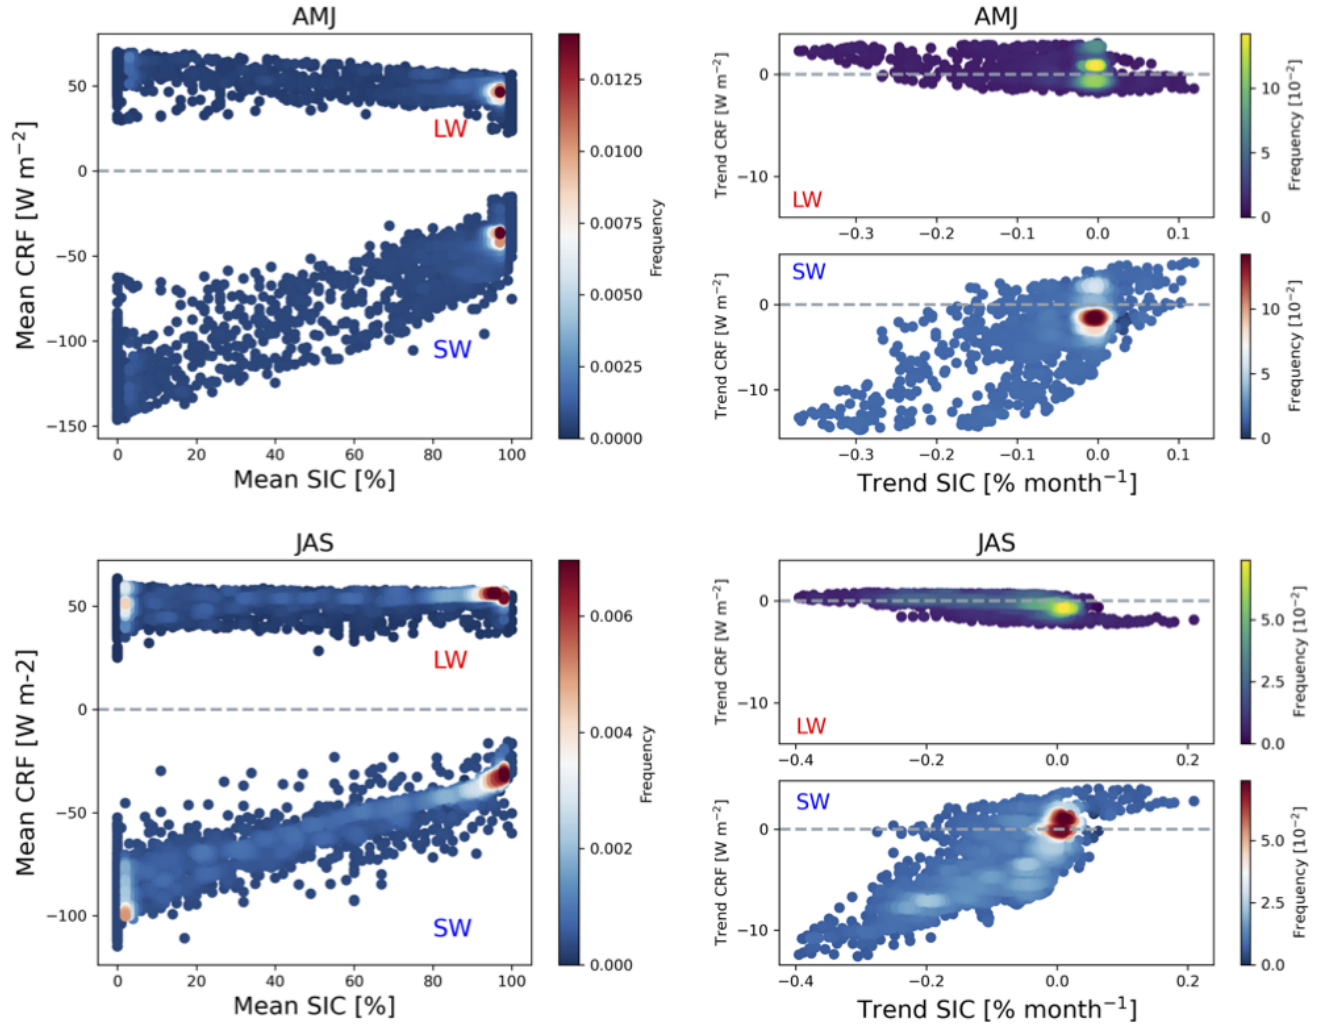 AMJ
Mean CRF [W m⁻²]
50
0
−50
−100
−150
LW
SW
0 20 40 60 80 100
Mean SIC [%]
0.0125
0.0100
0.0075
0.0050
0.0025
0.0000
Frequency
AMJ
Trend CRF [W m⁻²]
0
−10
LW
−0.3 −0.2 −0.1 0.0 0.1
10
5
0
Frequency [10⁻²]
SW
Trend CRF [W m⁻²]
0
−10
−0.3 −0.2 −0.1 0.0 0.1
Trend SIC [% month⁻¹]
10
5
0
Frequency [10⁻²]
JAS
Mean CRF [W m-2]
50
0
−50
−100
LW
SW
0 20 40 60 80 100
Mean SIC [%]
0.006
0.004
0.002
0.000
Frequency
JAS
Trend CRF [W m⁻²]
0
−10
LW
−0.4 −0.2 0.0 0.2
5.0
2.5
0.0
Frequency [10⁻²]
SW
Trend CRF [W m⁻²]
0
−10
−0.4 −0.2 0.0 0.2
Trend SIC [% month⁻¹]
5.0
2.5
0.0
Frequency [10⁻²]